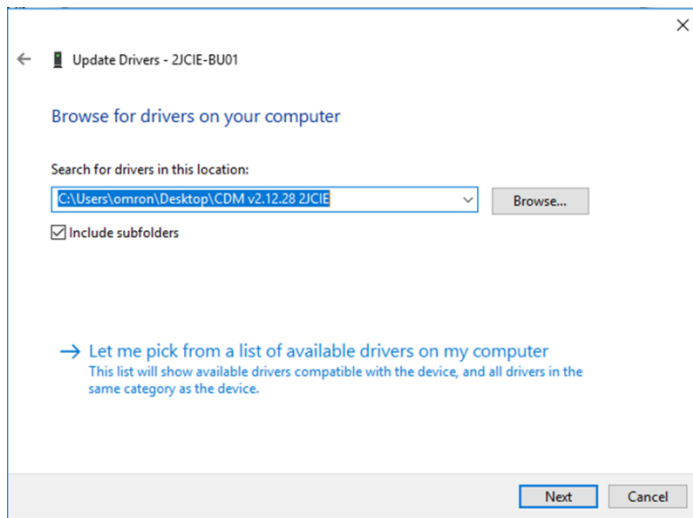 Update Drivers - 2JCIE-BU01
Browse for drivers on your computer
Search for drivers in this location:
C:\Users\omron\Desktop\CDM v2.12.28 2JCIE
Browse...
Include subfolders
Let me pick from a list of available drivers on my computer
This list will show available drivers compatible with the device, and all drivers in the
same category as the device.
Next
Cancel